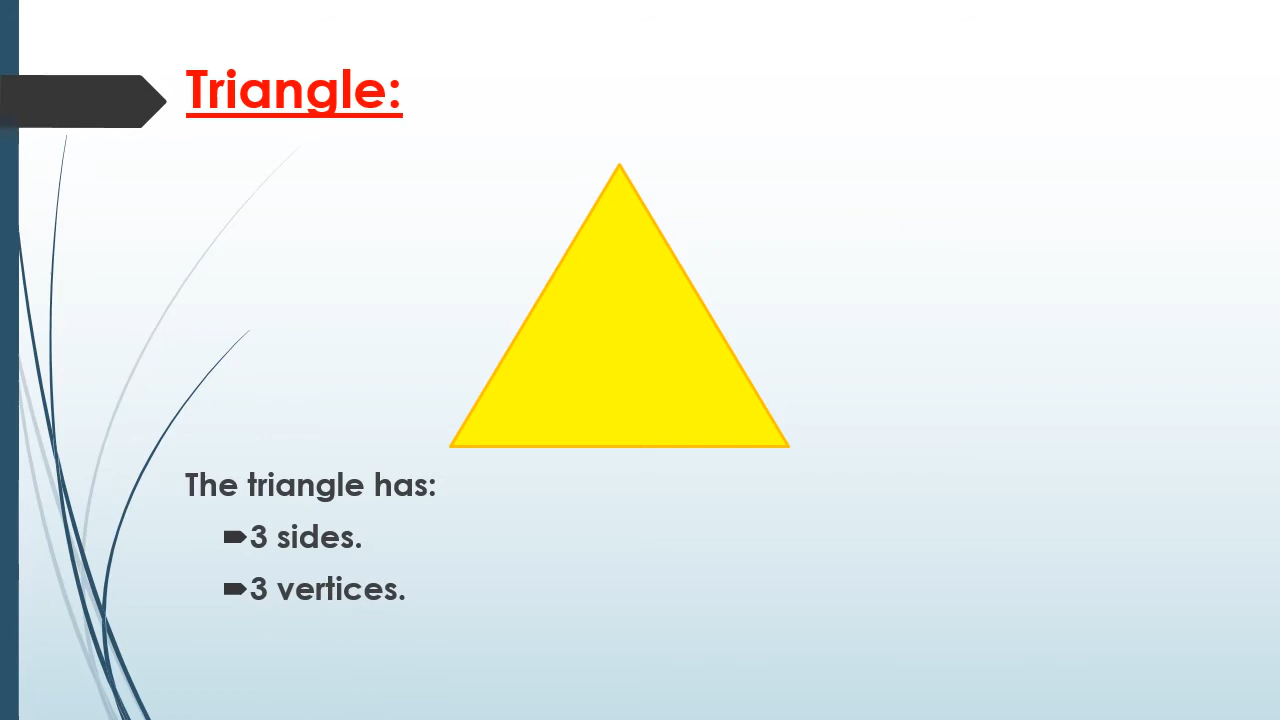 Triangle:
The triangle has:
3 sides.
3 vertices.